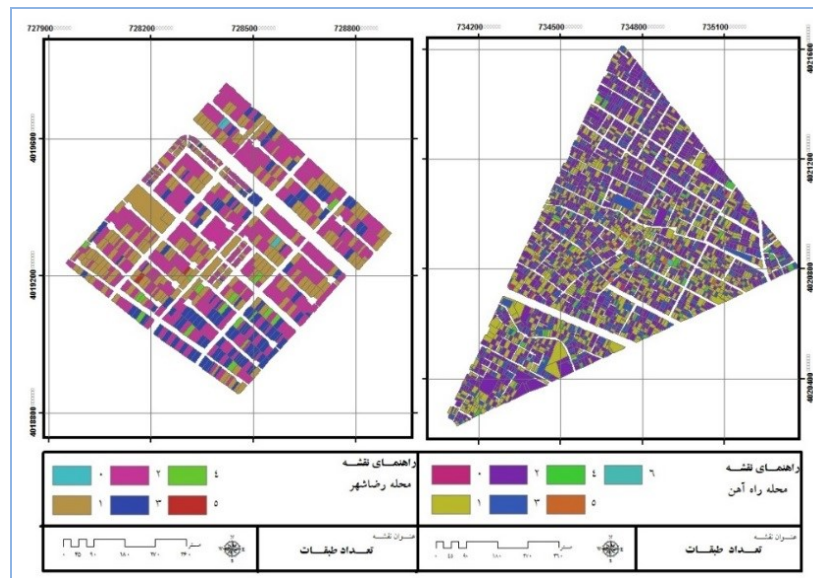 727900 728200 728500 728800
734200 734500 734800 735100
4019600
4019200
4018800
4021600
4021200
4020800
4020400
راهنمای نقشه
محله رضاشهر
۰ ۲ ۴
۱ ۳ ۵
راهنمای نقشه
محله راه آهن
۰ ۲ ۴ ۶
۱ ۳ ۵
عنوان نقشه
تعداد طبقات
متر
عنوان نقشه
تعداد طبقات
متر